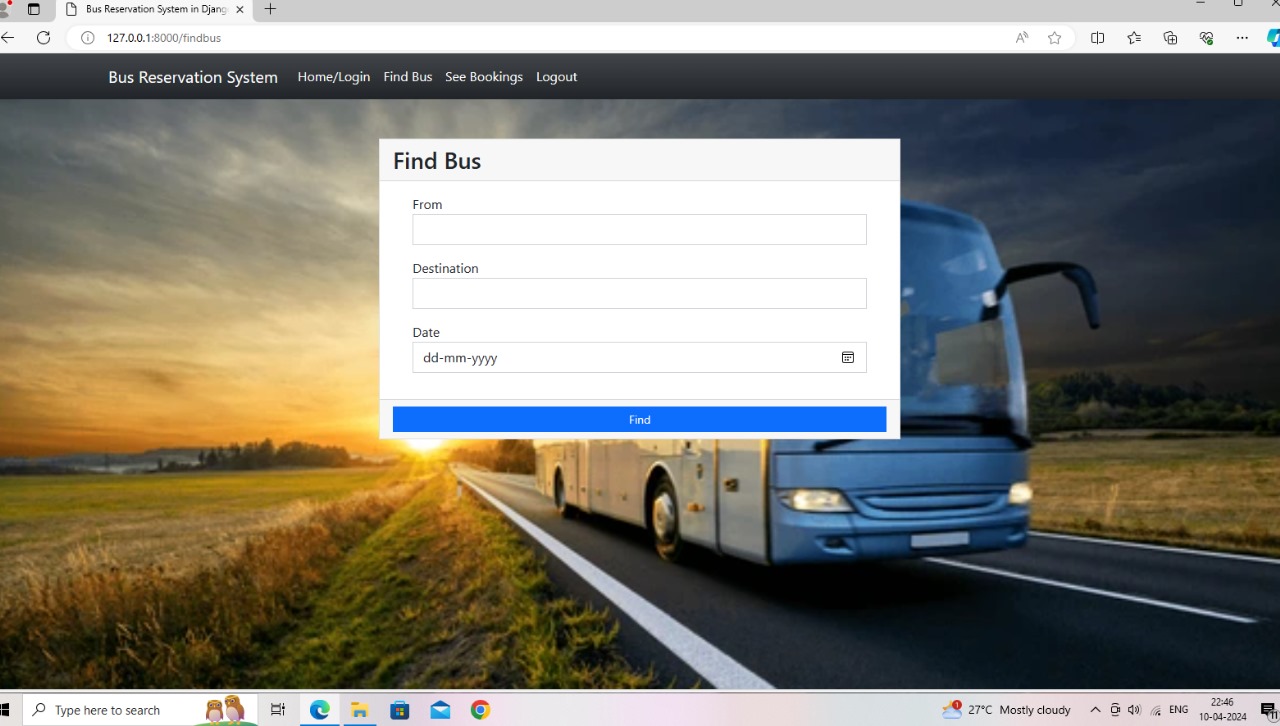 Bus Reservation System in Djang
127.0.0.1:8000/findbus
Bus Reservation System Home/Login Find Bus See Bookings Logout
Find Bus
From
Destination
Date
dd-mm-yyyy
Find
Type here to search
1
27°C Mostly cloudy
ENG
22:46
10-04-2024